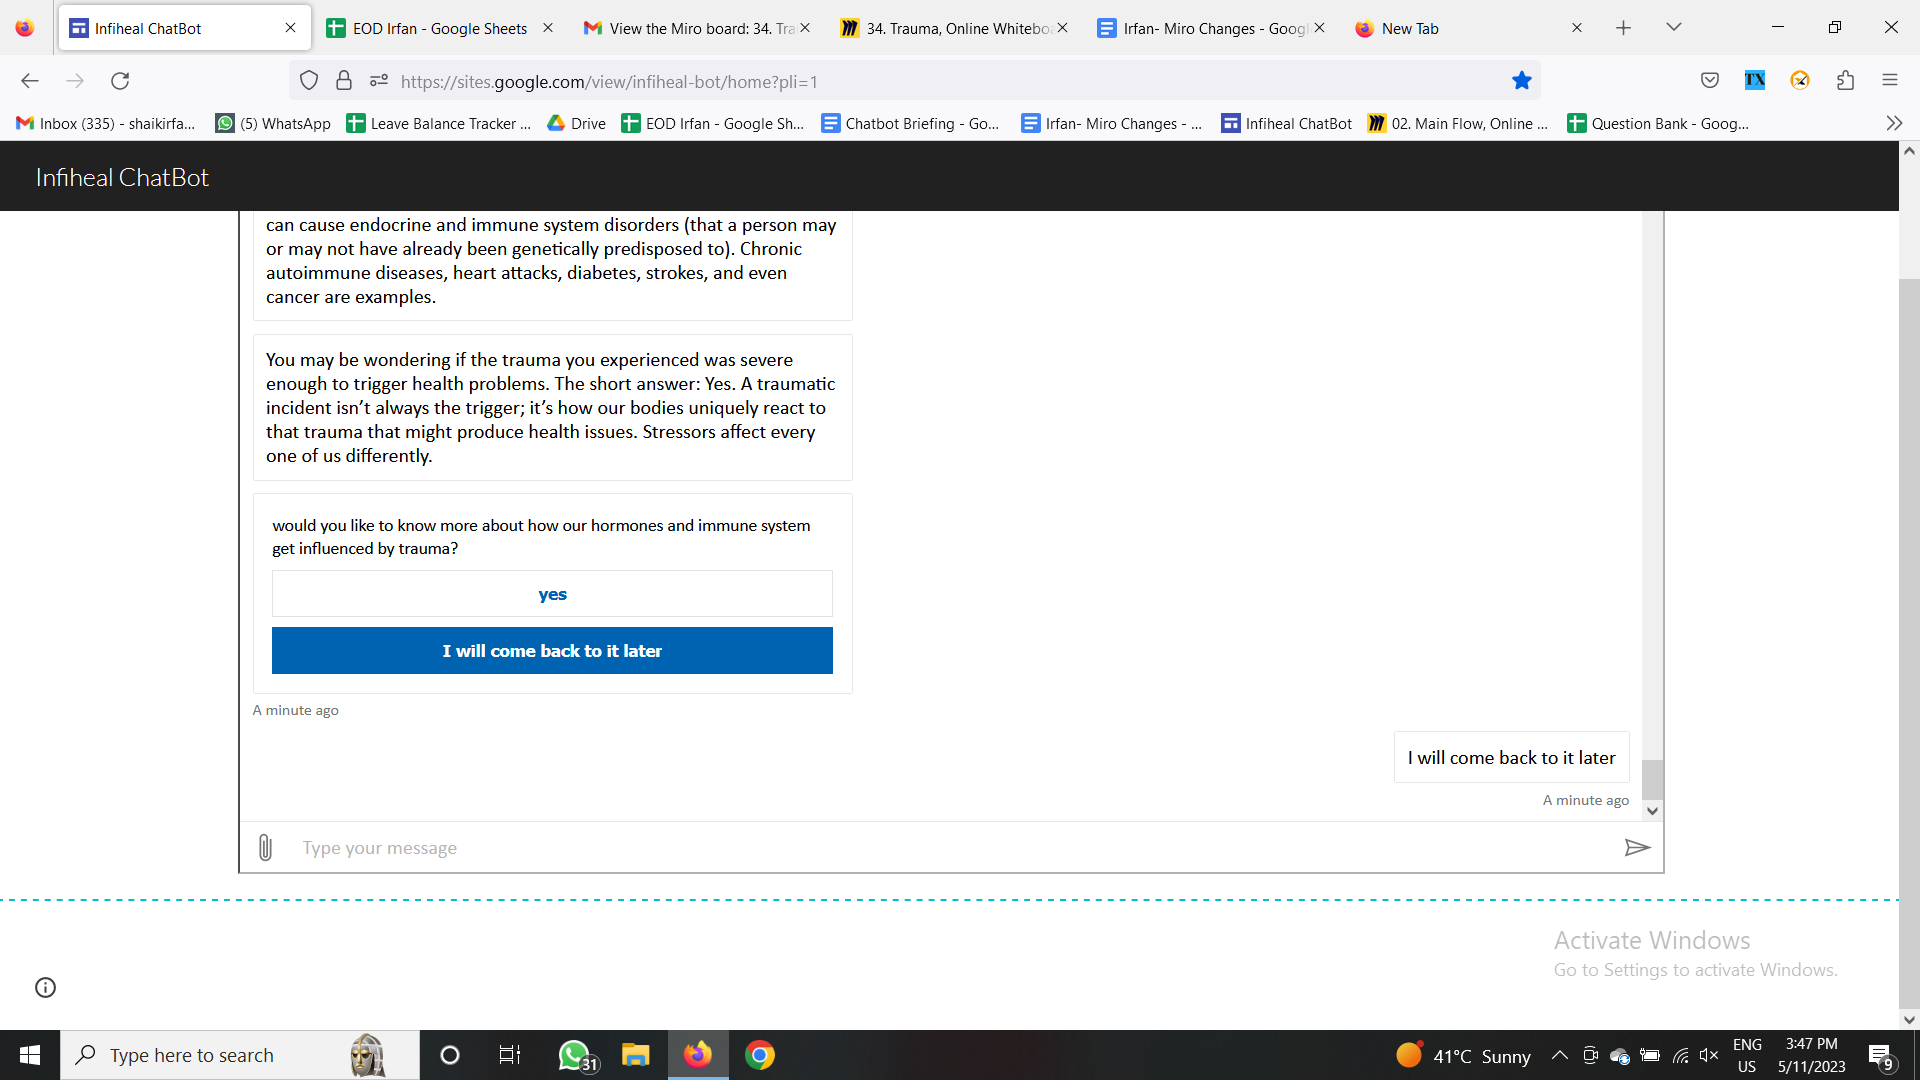 Infiheal ChatBot
EOD Irfan - Google Sheets
View the Miro board: 34. Tra
34. Trauma, Online Whitebo
Irfan- Miro Changes - Googl
New Tab
https://sites.google.com/view/infiheal-bot/home?pli=1
TX
Inbox (335) - shaikirfa...
(5) WhatsApp
Leave Balance Tracker ...
Drive
EOD Irfan - Google Sh...
Chatbot Briefing - Go...
Irfan- Miro Changes - ...
Infiheal ChatBot
02. Main Flow, Online ...
Question Bank - Goog...
Infiheal ChatBot
can cause endocrine and immune system disorders (that a person may
or may not have already been genetically predisposed to). Chronic
autoimmune diseases, heart attacks, diabetes, strokes, and even
cancer are examples.
You may be wondering if the trauma you experienced was severe
enough to trigger health problems. The short answer: Yes. A traumatic
incident isn’t always the trigger; it’s how our bodies uniquely react to
that trauma that might produce health issues. Stressors affect every
one of us differently.
would you like to know more about how our hormones and immune system
get influenced by trauma?
yes
I will come back to it later
A minute ago
I will come back to it later
A minute ago
Type your message
Activate Windows
Go to Settings to activate Windows.
Type here to search
31
41°C Sunny
ENG
US
3:47 PM
5/11/2023
9